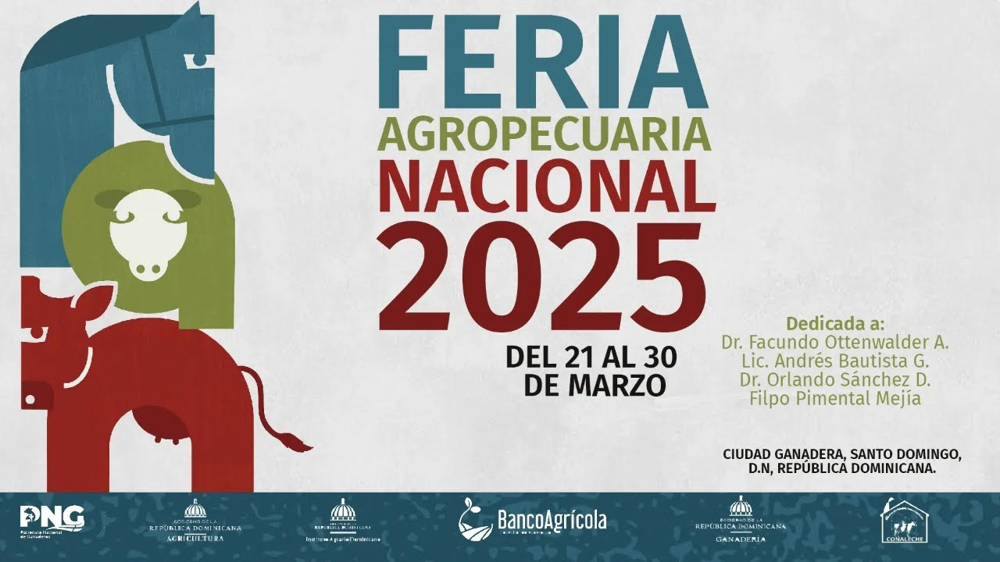 FERIA
AGROPECUARIA
NACIONAL
2025
DEL 21 AL 30
DE MARZO
Dedicada a:
Dr. Facundo Ottenwalder A.
Lic. Andrés Bautista G.
Dr. Orlando Sánchez D.
Filpo Pimental Mejía
CIUDAD GANADERA, SANTO DOMINGO,
D.N, REPÚBLICA DOMINICANA.
PNG
Patronato Nacional
de Ganaderos
GOBIERNO DE LA
REPÚBLICA DOMINICANA
AGRICULTURA
GOBIERNO DE LA
REPÚBLICA DOMINICANA
Instituto Agrario Dominicano
BancoAgrícola
GOBIERNO DE LA
REPÚBLICA DOMINICANA
GANADERÍA
CONALECHE